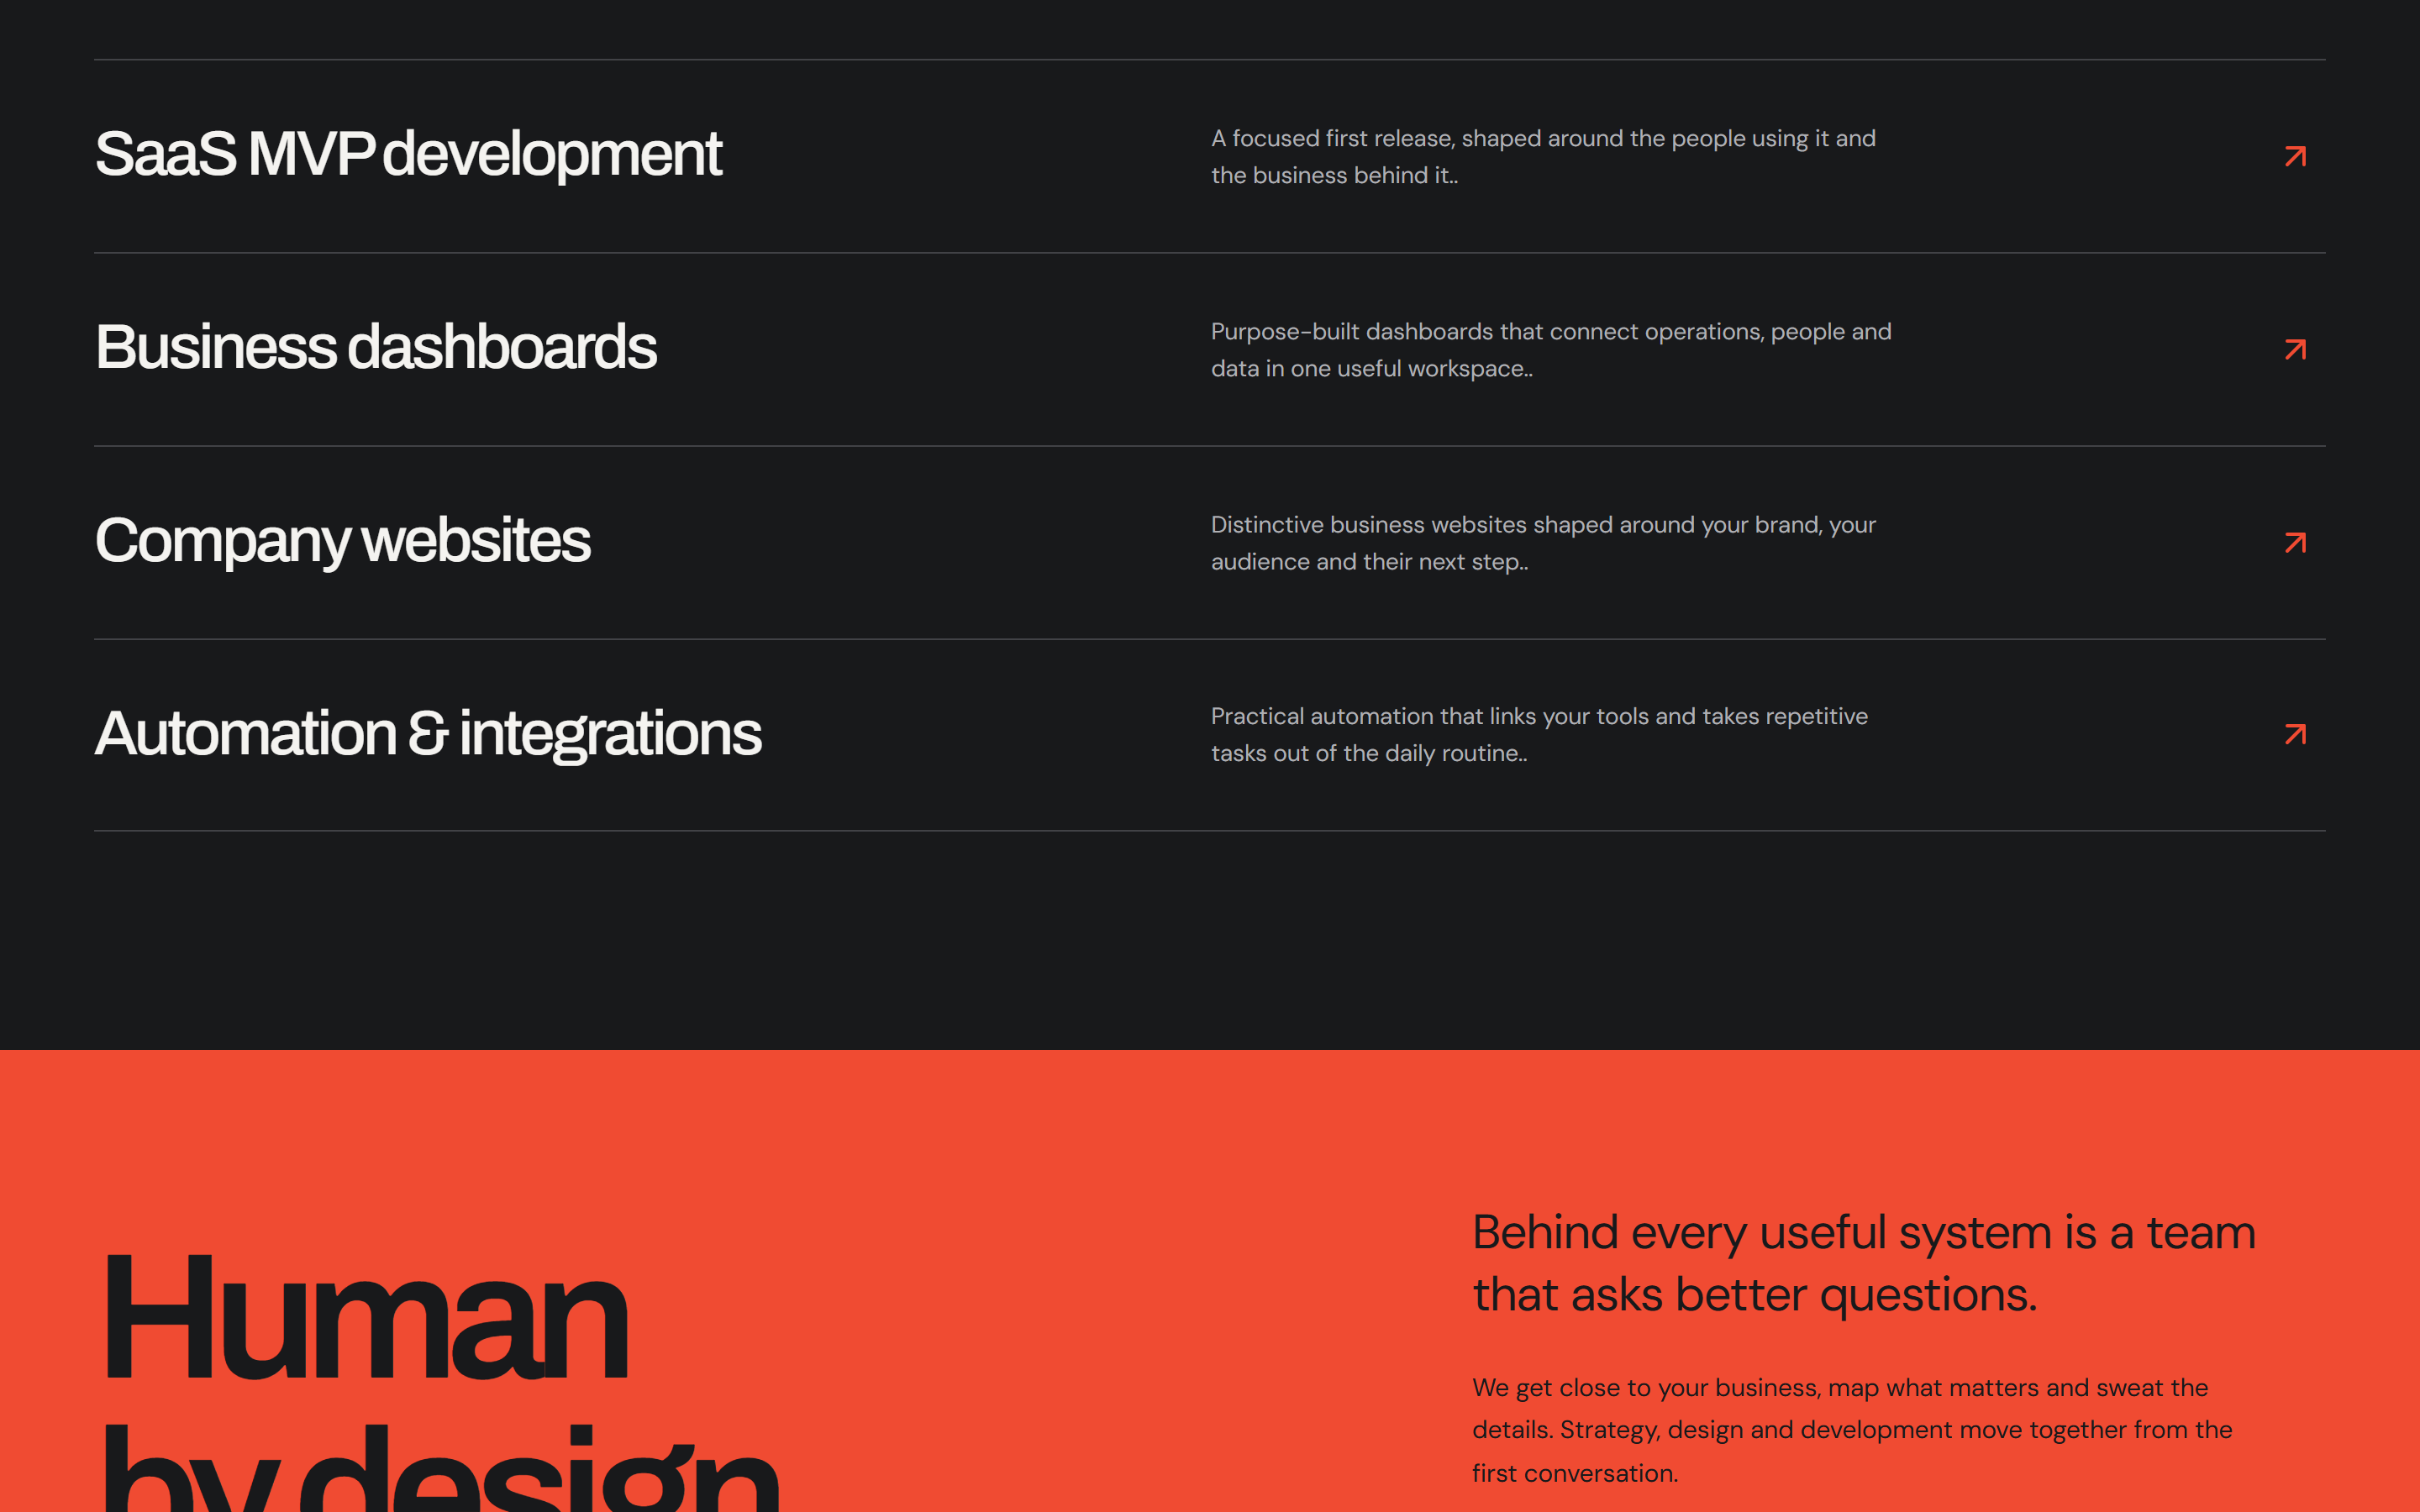 SaaS MVP development
A focused first release, shaped around the people using it and
the business behind it..
Business dashboards
Purpose-built dashboards that connect operations, people and
data in one useful workspace..
Company websites
Distinctive business websites shaped around your brand, your
audience and their next step..
Automation & integrations
Practical automation that links your tools and takes repetitive
tasks out of the daily routine..
Human
by design
Behind every useful system is a team
that asks better questions.
We get close to your business, map what matters and sweat the
details. Strategy, design and development move together from the
first conversation.